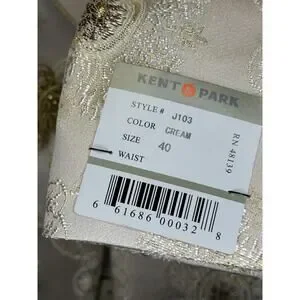 KENT PARK
STYLE # J103
COLOR CREAM
SIZE 40
WAIST
RN 48139
6 61686 00032 8